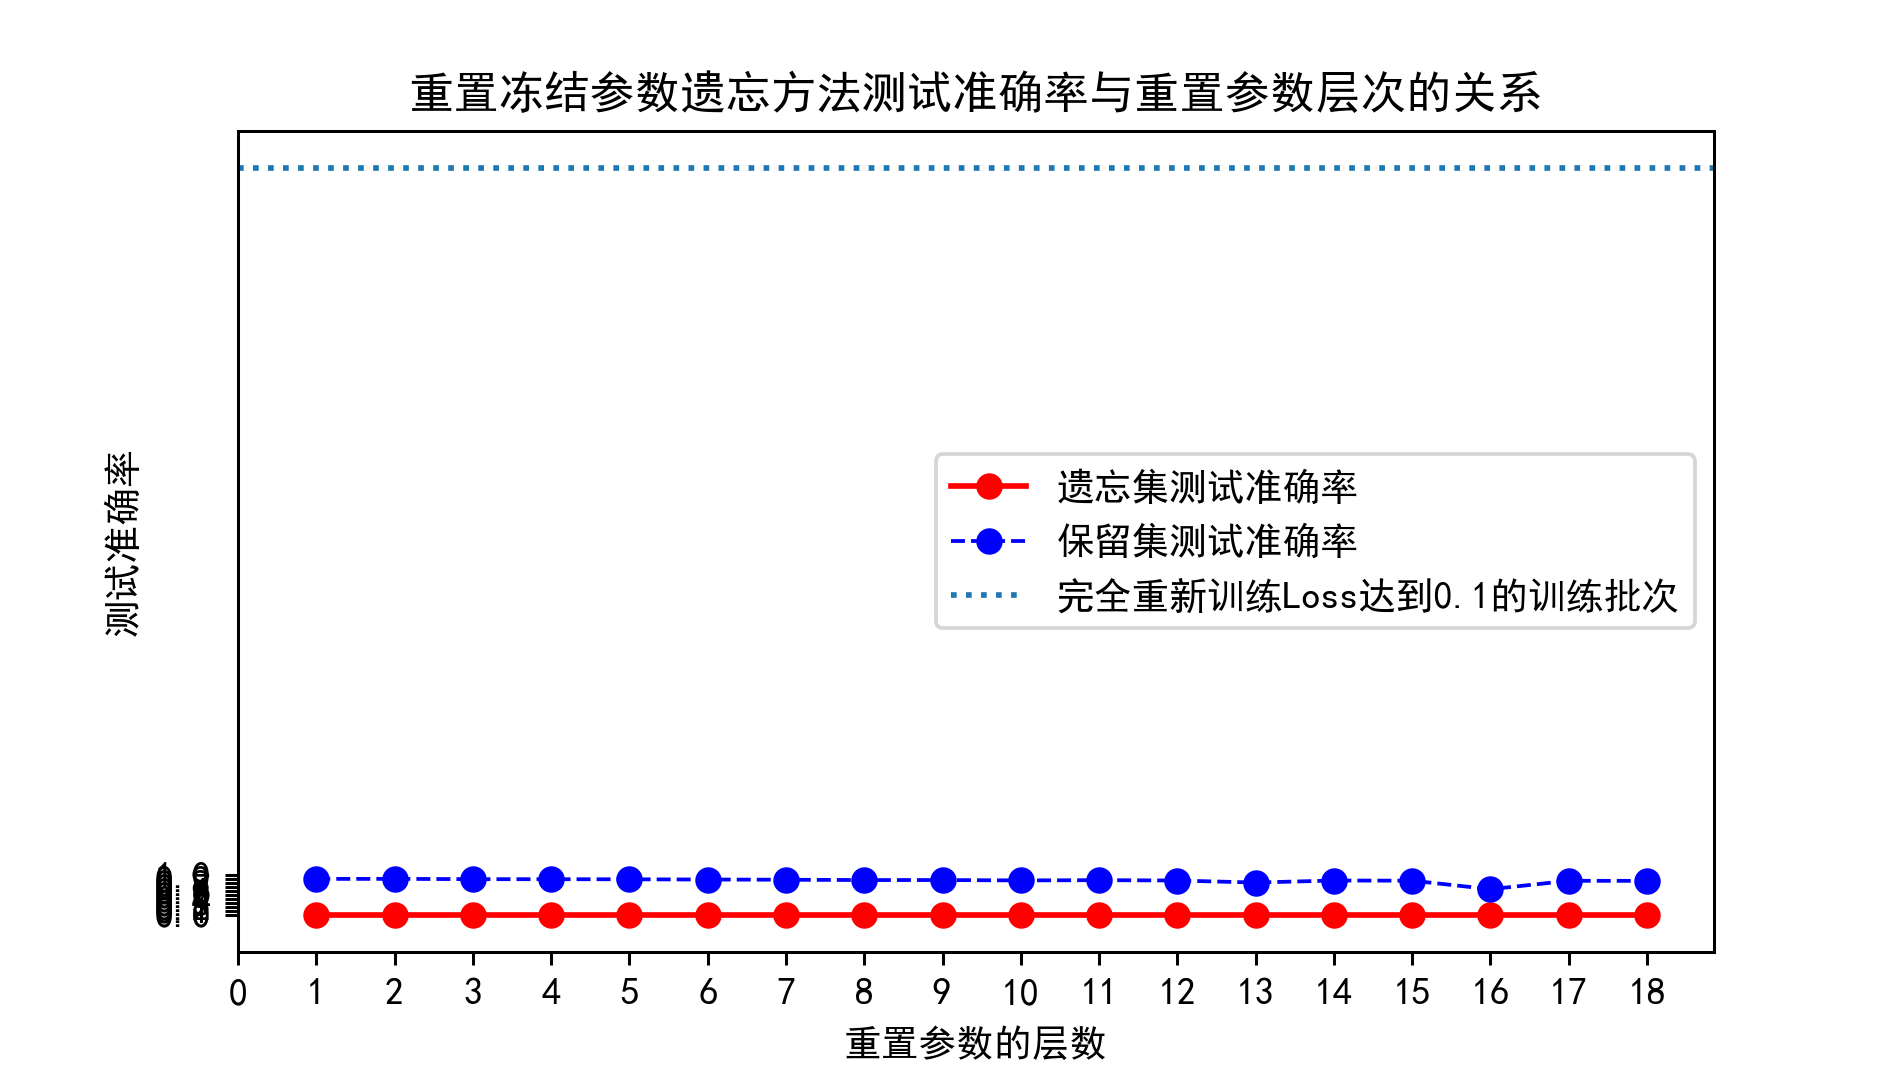 重置冻结参数遗忘方法测试准确率与重置参数层次的关系
测试准确率
遗忘集测试准确率
保留集测试准确率
完全重新训练Loss达到0.1的训练批次
0 1 2 3 4 5 6 7 8 9 10 11 12 13 14 15 16 17 18
重置参数的层数